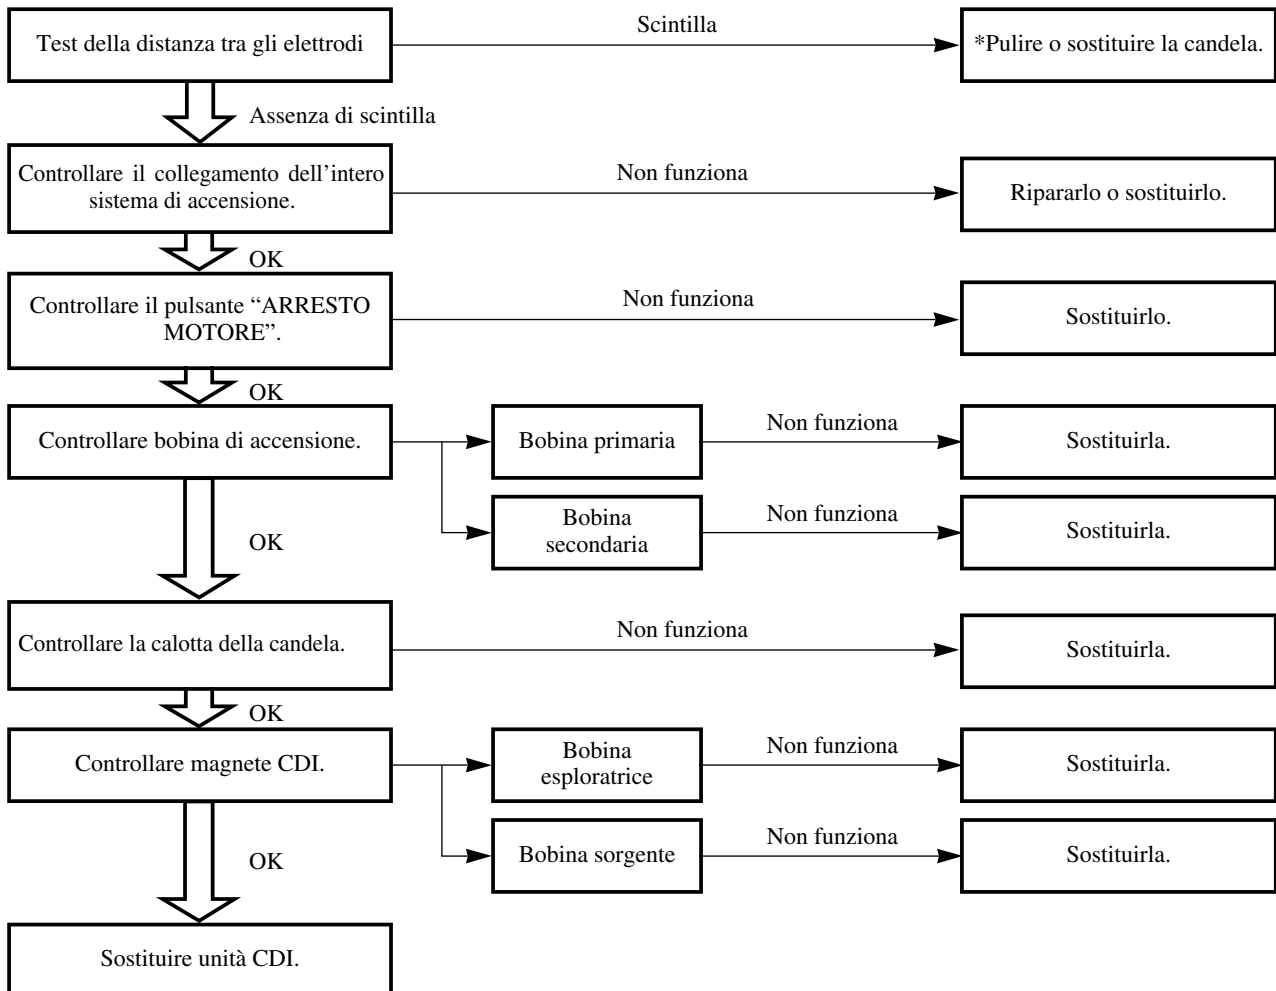 Test della distanza tra gli elettrodi
Scintilla
*Pulire o sostituire la candela.
Assenza di scintilla
Controllare il collegamento dell'intero
sistema di accensione.
Non funziona
Ripararlo o sostituirlo.
OK
Controllare il pulsante “ARRESTO
MOTORE”.
Non funziona
Sostituirlo.
OK
Controllare bobina di accensione.
Bobina primaria
Non funziona
Sostituirla.
Bobina
secondaria
Non funziona
Sostituirla.
OK
Controllare la calotta della candela.
Non funziona
Sostituirla.
OK
Controllare magnete CDI.
Bobina
esploratrice
Non funziona
Sostituirla.
Bobina sorgente
Non funziona
Sostituirla.
OK
Sostituire unità CDI.